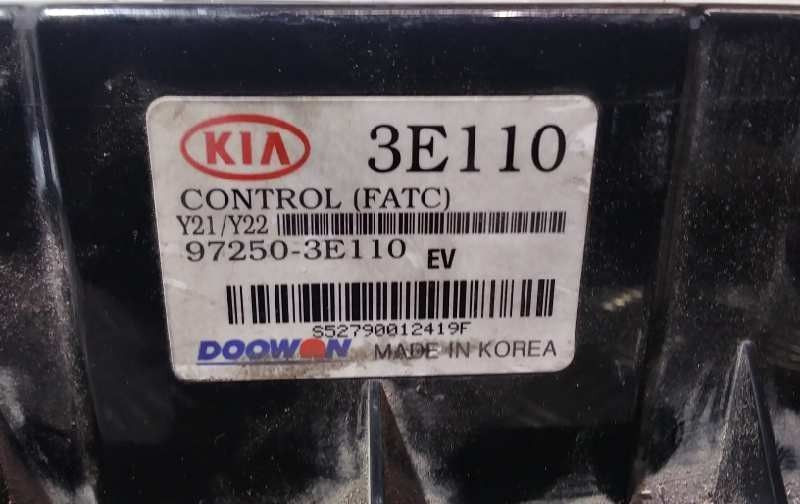 KIA 3E110
CONTROL (FATC)
Y21/Y22
97250-3E110 EV
S52790012419F
DOOWON MADE IN KOREA